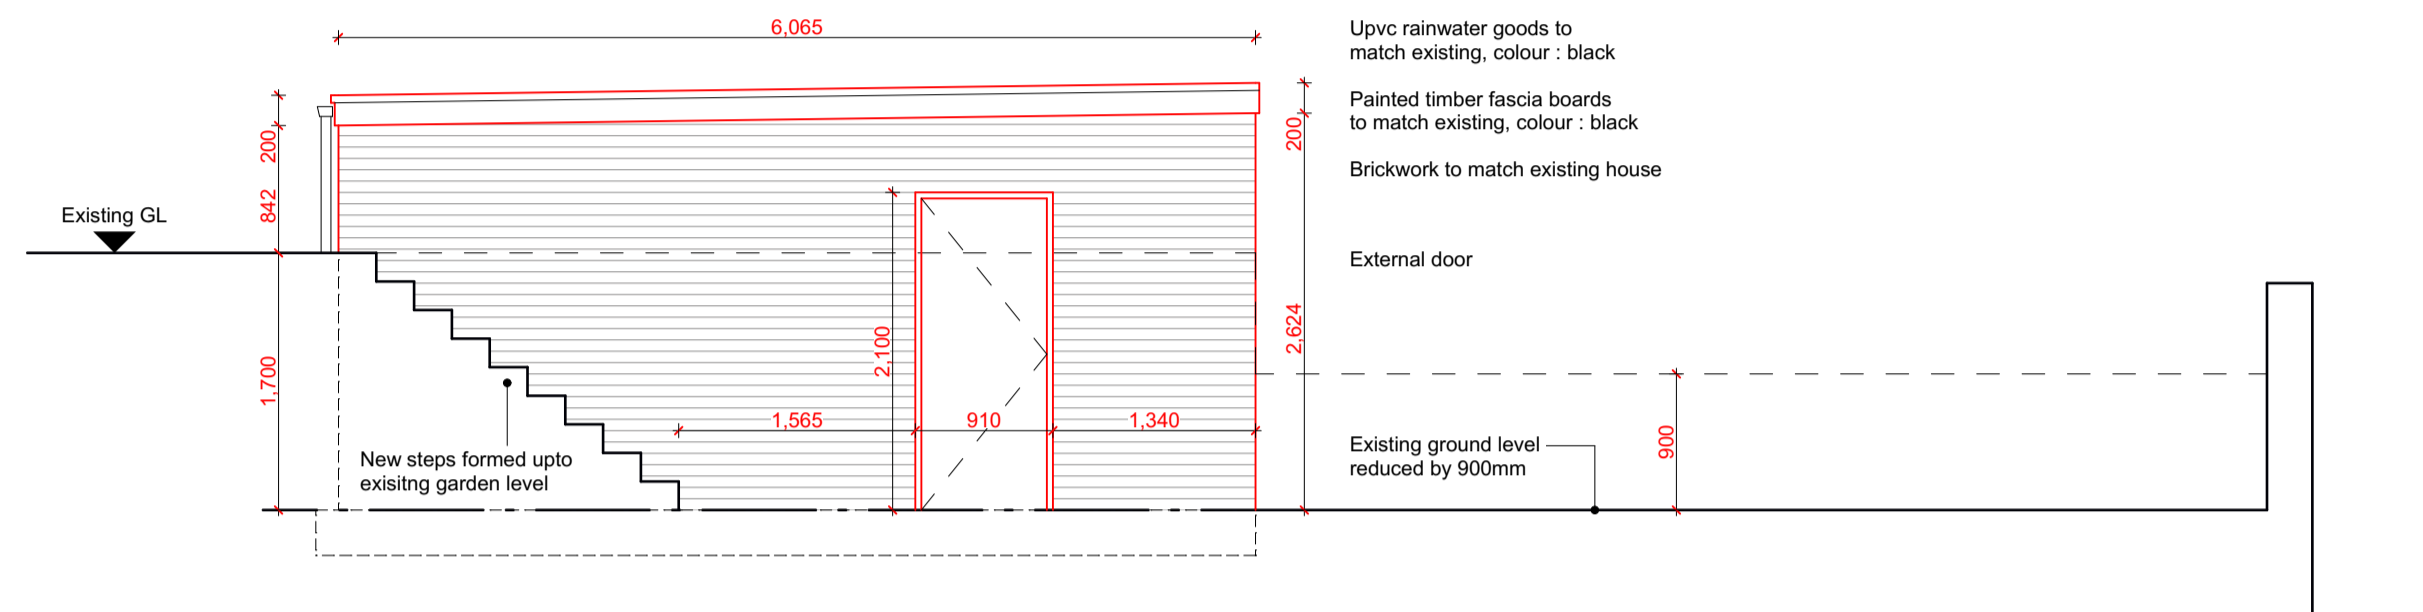 6,065
Upvc rainwater goods to
match existing, colour : black
Painted timber fascia boards
to match existing, colour : black
200
200
Brickwork to match existing house
842
Existing GL
External door
2,624
2,100
1,700
1,565
910
1,340
900
Existing ground level
reduced by 900mm
New steps formed upto
exisitng garden level